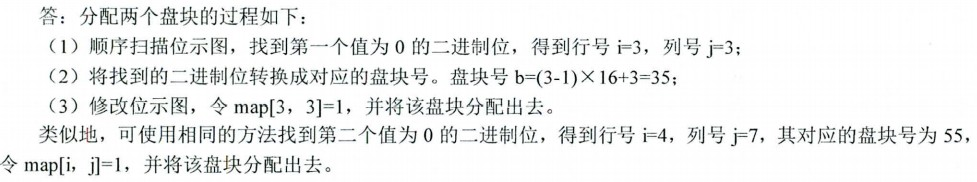 答：分配两个盘块的过程如下：
（1）顺序扫描位示图，找到第一个值为 0 的二进制位，得到行号 i=3，列号 j=3；
（2）将找到的二进制位转换成对应的盘块号。盘块号 b=(3-1)×16+3=35；
（3）修改位示图，令 map[3，3]=1，并将该盘块分配出去。
类似地，可使用相同的方法找到第二个值为 0 的二进制位，得到行号 i=4，列号 j=7，其对应的盘块号为 55，
令 map[i，j]=1，并将该盘块分配出去。